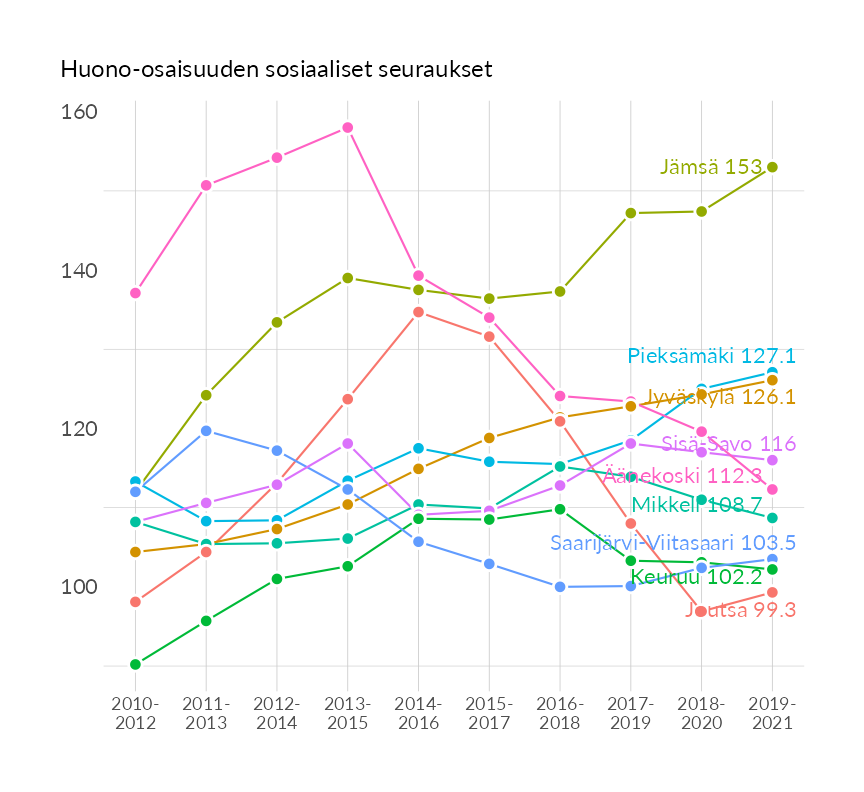 Huono-osaisuuden sosiaaliset seuraukset
160
140
120
100
Jämsä 153
Pieksämäki 127.1
Jyväskylä 126.1
Sisä-Savo 116
Äänekoski 112.3
Mikkeli 108.7
Saarijärvi-Viitasaari 103.5
Keuruu 102.2
Joutsa 99.3
2010-2012 2011-2013 2012-2014 2013-2015 2014-2016 2015-2017 2016-2018 2017-2019 2018-2020 2019-2021